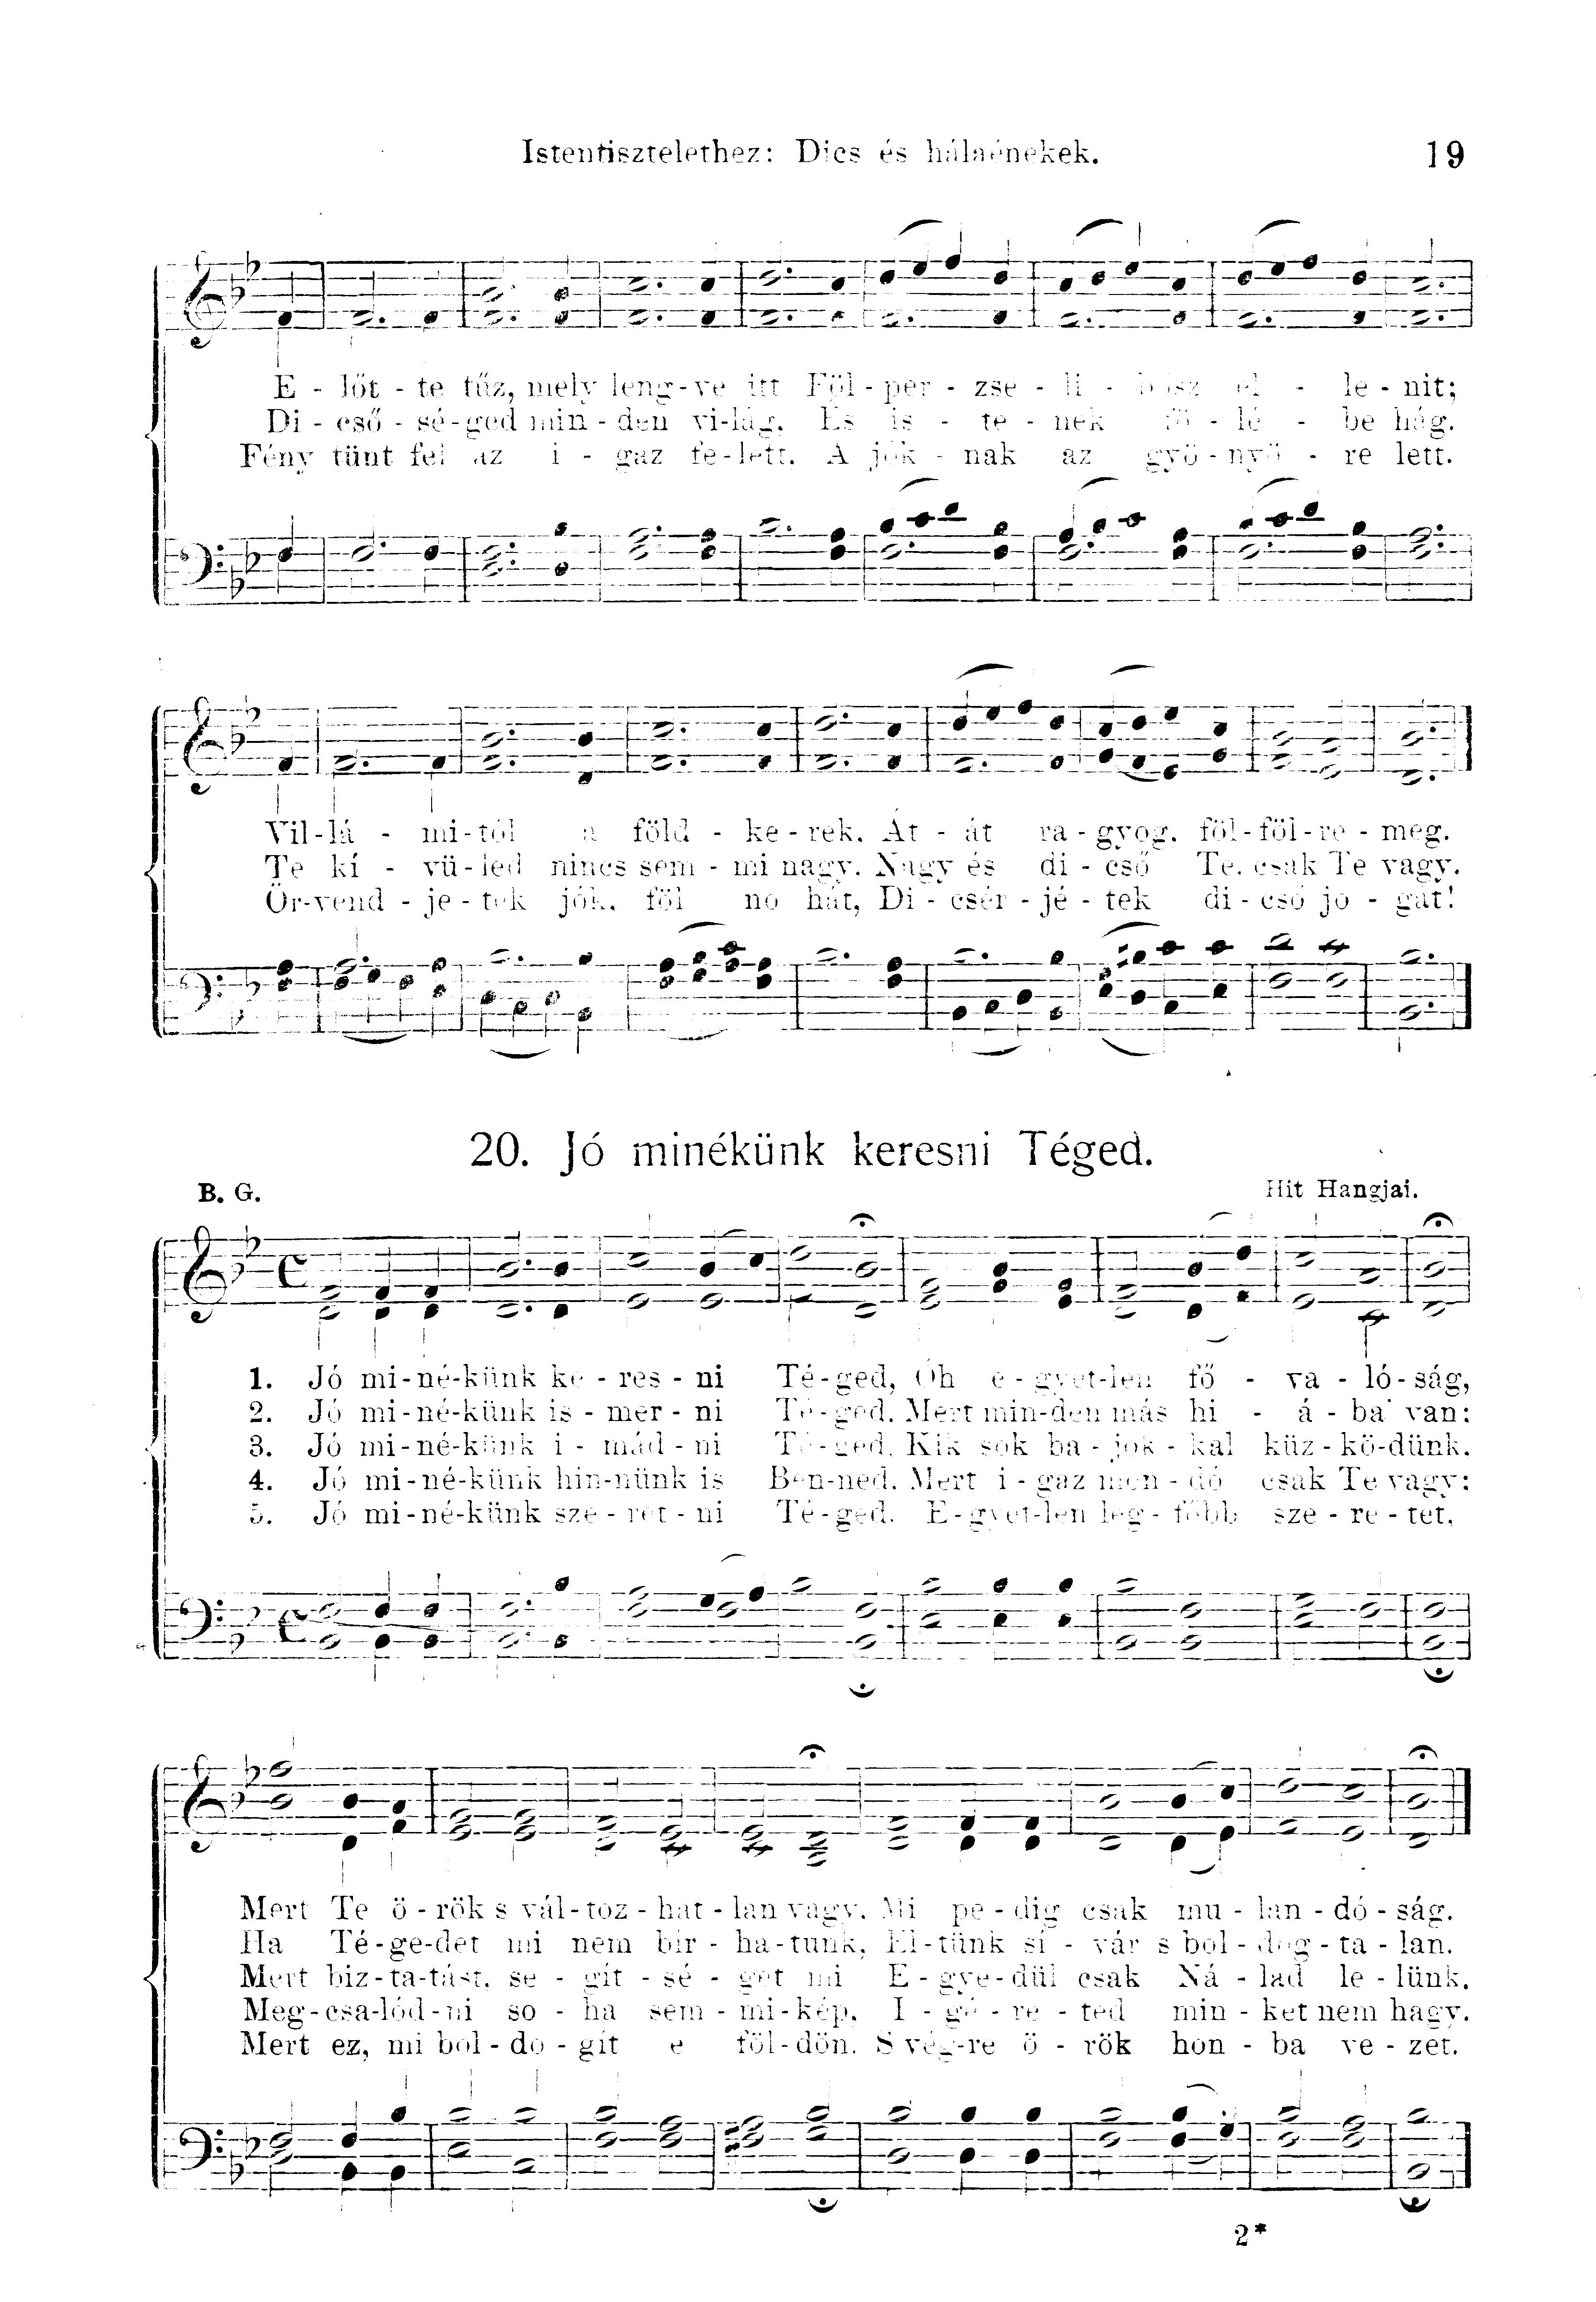 Istentisztelethez: Dics és hálaénekek. 19
E - lőt - te tűz, mely leng - ve itt Föl - per - zse - li - el - le - nit;
Di - cső - sé - ged min - den vi - lág, És is - te - nek fö - lé - be hág.
Fény tünt fel az i - gaz fe - lett. A jók - nak az gyö - nyö - re lett.
Vil - lá - mi - tól a föld - ke - rek. Át - át ra - gyog. föl - föl - re - meg.
Te kí - vü - led nincs sem - mi nagy. Nagy és di - cső Te, csak Te vagy.
Ör - vend - je - tek jók, föl no hát, Di - csér - jé - tek di - cső jo - gát!
20. Jó minékünk keresni Téged.
B. G. Hit Hangjai.
1. Jó mi - né - künk ke - res - ni Té - ged, Óh e - gyet - len fő - va - ló - ság,
2. Jó mi - né - künk is - mer - ni Té - ged. Mert min - den más hi - á - ba van:
3. Jó mi - né - künk i - mád - ni Té - ged. Kik sok ba - jok - kal küz - kö - dünk.
4. Jó mi - né - künk hin - nünk is Ben - ned. Mert i - gaz mon - dó csak Te vagy:
5. Jó mi - né - künk sze - ret - ni Té - ged. E - gyet - len leg - főbb sze - re - tet,
Mert Te ö - rök s vál - toz - hat - lan vagy. Mi pe - dig csak mu - lan - dó - ság.
Ha Té - ge - det mi nem bír - ha - tunk, El - tünk sí - vár s bol - dog - ta - lan.
Mert biz - ta - tást, se - gít - sé - get mi E - gye - dül csak Ná - lad le - lünk.
Meg - csa - lód - ni so - ha sem - mi - kép. I - gé - re - ted min - ket nem hagy.
Mert ez, mi bol - do - gít e föl - dön. S vég - re ö - rök hon - ba ve - zet.
2*